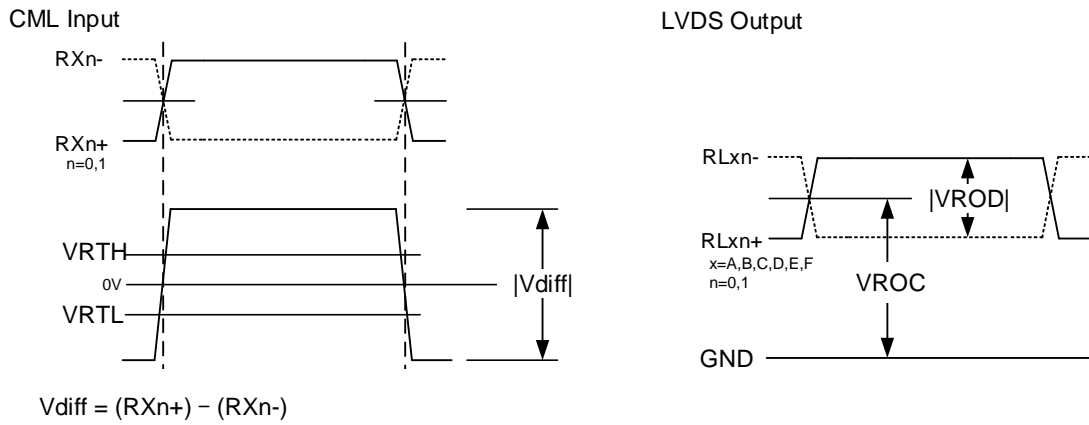 CML Input
RXn-
RXn+
n=0,1
VRTH
0V
VRTL
|Vdiff|
Vdiff = (RXn+) − (RXn-)
LVDS Output
RLxn-
|VROD|
RLxn+
x=A,B,C,D,E,F
n=0,1
VROC
GND